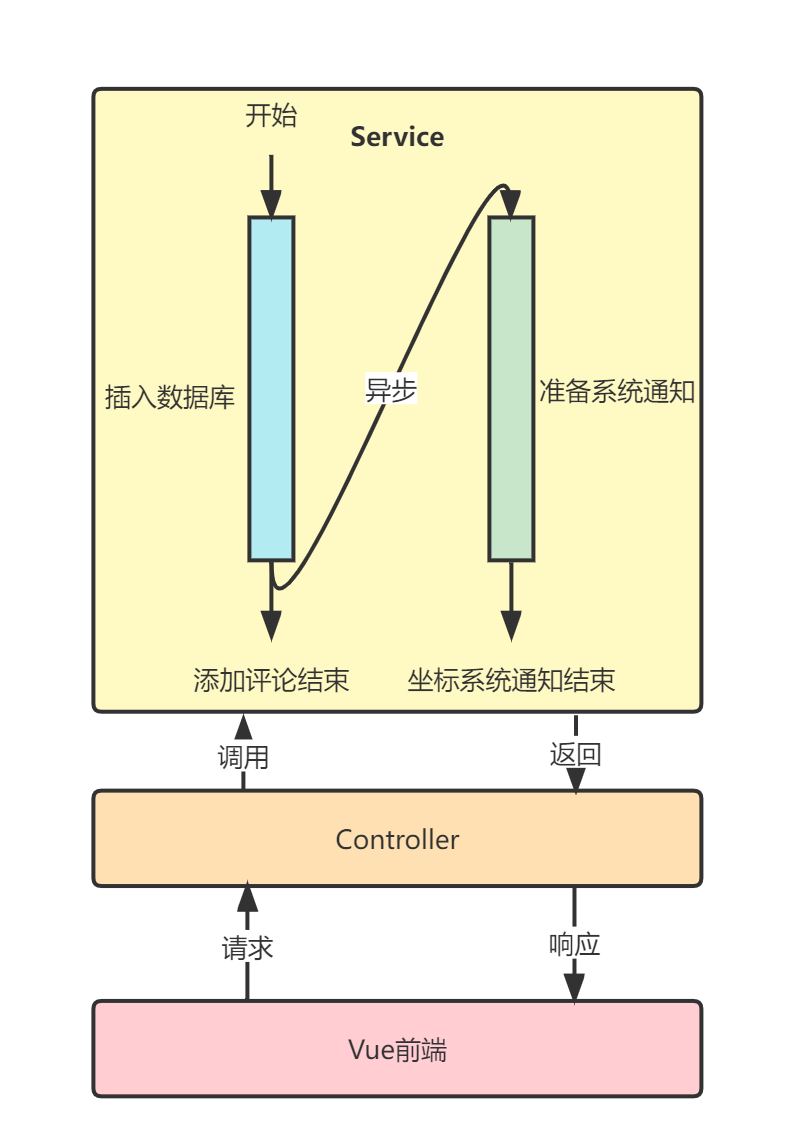 开始
Service
异步
插入数据库
准备系统通知
添加评论结束
坐标系统通知结束
调用
返回
Controller
请求
响应
Vue前端